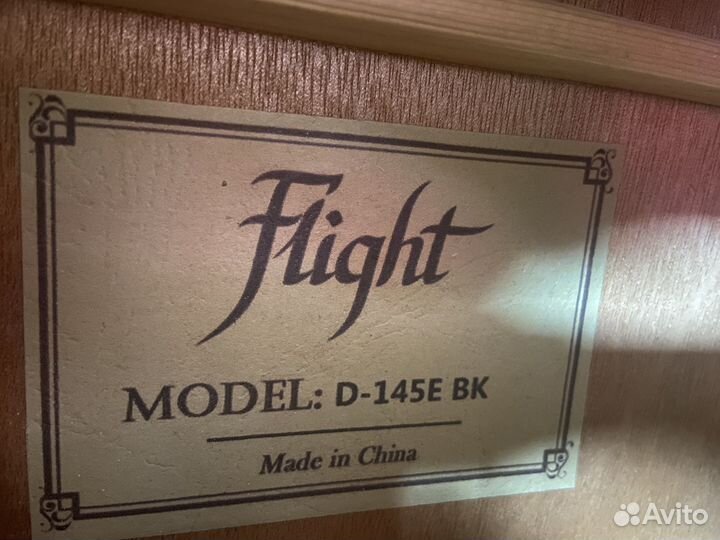 Flight
MODEL: D-145E BK
Made in China
Avito